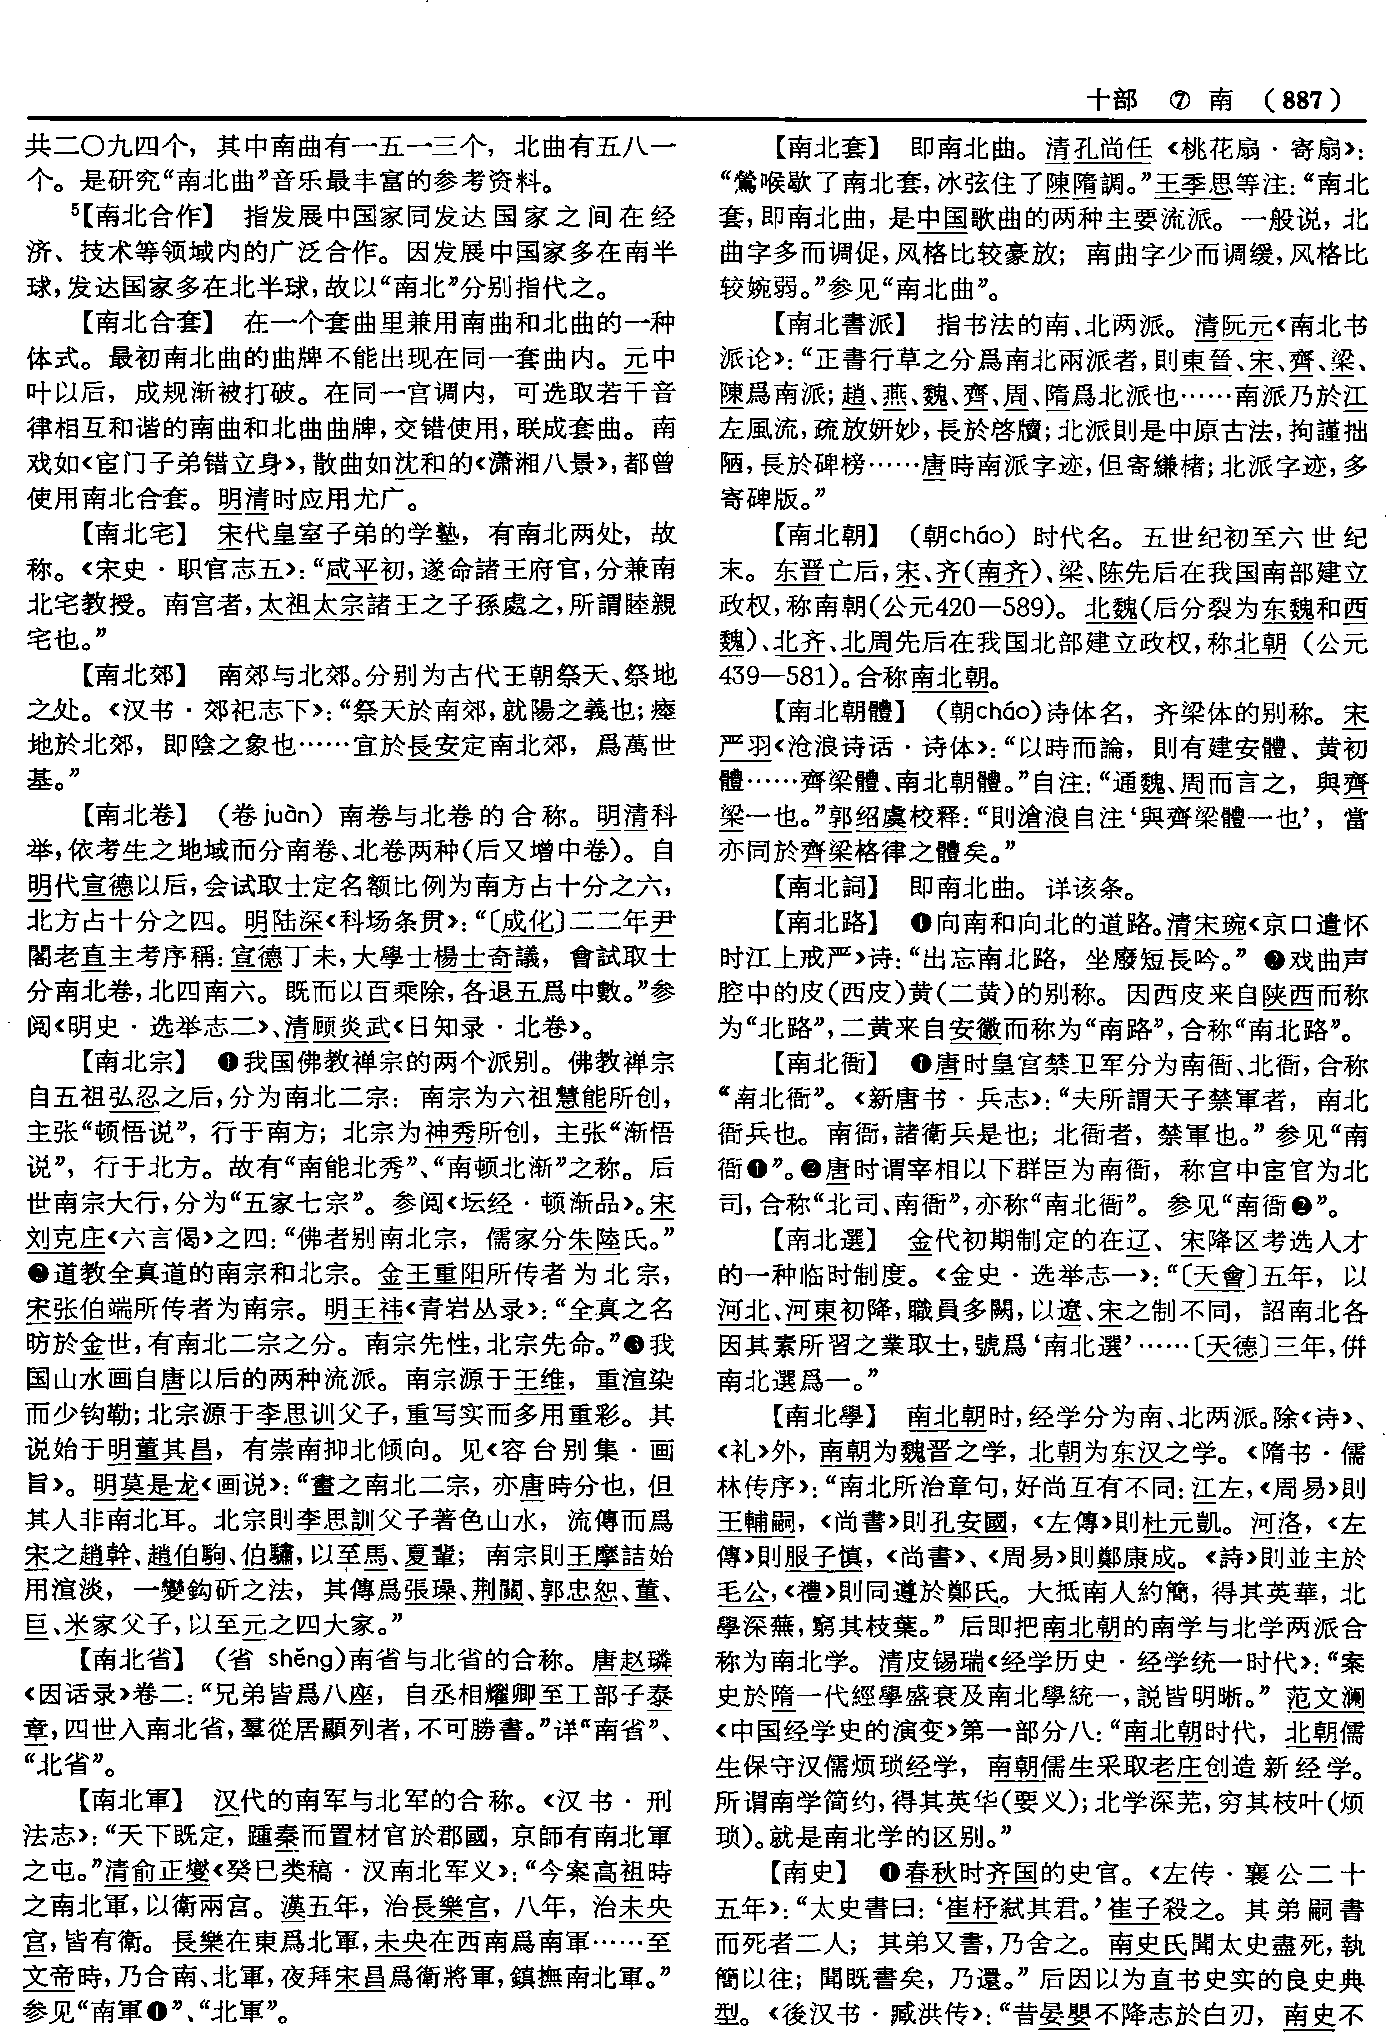 十部 ⑦ 南 (887)
共二〇九四个，其中南曲有一五一三个，北曲有五八一
个。是研究“南北曲”音乐最丰富的参考资料。
⁵【南北合作】 指发展中国家同发达国家之间在经
济、技术等领域内的广泛合作。因发展中国家多在南半
球，发达国家多在北半球，故以“南北”分别指代之。
【南北合套】 在一个套曲里兼用南曲和北曲的一种
体式。最初南北曲的曲牌不能出现在同一套曲内。元中
叶以后，成规渐被打破。在同一宫调内，可选取若干音
律相互和谐的南曲和北曲曲牌，交错使用，联成套曲。南
戏如《宦门子弟错立身》，散曲如沈和的《潇湘八景》，都曾
使用南北合套。明清时应用尤广。
【南北宅】 宋代皇室子弟的学塾，有南北两处，故
称。《宋史·职官志五》：“咸平初，遂命諸王府官，分兼南
北宅教授。南宫者，太祖太宗諸王之子孫處之，所謂睦親
宅也。”
【南北郊】 南郊与北郊。分别为古代王朝祭天、祭地
之处。《汉书·郊祀志下》：“祭天於南郊，就陽之義也；瘞
地於北郊，即陰之象也……宜於長安定南北郊，爲萬世
基。”
【南北卷】 （卷juàn）南卷与北卷的合称。明清科
举，依考生之地域而分南卷、北卷两种（后又增中卷）。自
明代宣德以后，会试取士定名额比例为南方占十分之六，
北方占十分之四。明陆深《科场条贯》：“〔成化〕二二年尹
閣老直主考序稱：宣德丁未，大學士楊士奇議，會試取士
分南北卷，北四南六。既而以百乘除，各退五爲中數。”参
阅《明史·选举志二》、清顾炎武《日知录·北卷》。
【南北宗】 ❶我国佛教禅宗的两个派别。佛教禅宗
自五祖弘忍之后，分为南北二宗：南宗为六祖慧能所创，
主张“顿悟说”，行于南方；北宗为神秀所创，主张“渐悟
说”，行于北方。故有“南能北秀”、“南顿北渐”之称。后
世南宗大行，分为“五家七宗”。参阅《坛经·顿渐品》。宋
刘克庄《六言偈》之四：“佛者别南北宗，儒家分朱陸氏。”
❷道教全真道的南宗和北宗。金王重阳所传者为北宗，
宋张伯端所传者为南宗。明王祎《青岩丛录》：“全真之名
昉於金世，有南北二宗之分。南宗先性，北宗先命。”❸我
国山水画自唐以后的两种流派。南宗源于王维，重渲染
而少钩勒；北宗源于李思训父子，重写实而多用重彩。其
说始于明董其昌，有崇南抑北倾向。见《容台别集·画
旨》。明莫是龙《画说》：“畫之南北二宗，亦唐時分也，但
其人非南北耳。北宗則李思訓父子著色山水，流傳而爲
宋之趙幹、趙伯駒、伯驌，以至馬、夏輩；南宗則王摩詰始
用渲淡，一變鈎斫之法，其傳爲張璪、荆關、郭忠恕、董、
巨、米家父子，以至元之四大家。”
【南北省】 （省 shěng）南省与北省的合称。唐赵璘
《因话录》卷二：“兄弟皆爲八座，自丞相耀卿至工部子泰
章，四世入南北省，羣從居顯列者，不可勝書。”详“南省”、
“北省”。
【南北軍】 汉代的南军与北军的合称。《汉书·刑
法志》：“天下既定，踵秦而置材官於郡國，京師有南北軍
之屯。”清俞正燮《癸巳类稿·汉南北军义》：“今案高祖時
之南北軍，以衛兩宫。漢五年，治長樂宫，八年，治未央
宫，皆有衛。長樂在東爲北軍，未央在西南爲南軍……至
文帝時，乃合南、北軍，夜拜宋昌爲衛將軍，鎮撫南北軍。”
参见“南軍❶”、“北軍”。
【南北套】 即南北曲。清孔尚任《桃花扇·寄扇》：
“鶯喉歇了南北套，冰弦住了陳隋調。”王季思等注：“南北
套，即南北曲，是中国歌曲的两种主要流派。一般说，北
曲字多而调促，风格比较豪放；南曲字少而调缓，风格比
较婉弱。”参见“南北曲”。
【南北書派】 指书法的南、北两派。清阮元《南北书
派论》：“正書行草之分爲南北兩派者，則東晉、宋、齊、梁、
陳爲南派；趙、燕、魏、齊、周、隋爲北派也……南派乃於江
左風流，疏放妍妙，長於啓牘；北派則是中原古法，拘謹拙
陋，長於碑榜……唐時南派字迹，但寄縑楮；北派字迹，多
寄碑版。”
【南北朝】 （朝cháo）时代名。五世纪初至六世纪
末。东晋亡后，宋、齐（南齐）、梁、陈先后在我国南部建立
政权，称南朝（公元420—589）。北魏（后分裂为东魏和西
魏）、北齐、北周先后在我国北部建立政权，称北朝（公元
439—581）。合称南北朝。
【南北朝體】 （朝cháo）诗体名，齐梁体的别称。宋
严羽《沧浪诗话·诗体》：“以時而論，則有建安體、黄初
體……齊梁體、南北朝體。”自注：“通魏、周而言之，與齊
梁一也。”郭绍虞校释：“則滄浪自注‘與齊梁體一也’，當
亦同於齊梁格律之體矣。”
【南北詞】 即南北曲。详该条。
【南北路】 ❶向南和向北的道路。清宋琬《京口遣怀
时江上戒严》诗：“出忘南北路，坐廢短長吟。” ❷戏曲声
腔中的皮（西皮）黄（二黄）的别称。因西皮来自陕西而称
为“北路”，二黄来自安徽而称为“南路”，合称“南北路”。
【南北衙】 ❶唐时皇宫禁卫军分为南衙、北衙，合称
“南北衙”。《新唐书·兵志》：“夫所謂天子禁軍者，南北
衙兵也。南衙，諸衛兵是也；北衙者，禁軍也。”参见“南
衙❶”。❷唐时谓宰相以下群臣为南衙，称宫中宦官为北
司，合称“北司、南衙”，亦称“南北衙”。参见“南衙❷”。
【南北選】 金代初期制定的在辽、宋降区考选人才
的一种临时制度。《金史·选举志一》：“〔天會〕五年，以
河北、河東初降，職員多闕，以遼、宋之制不同，詔南北各
因其素所習之業取士，號爲‘南北選’……〔天德〕三年，併
南北選爲一。”
【南北學】 南北朝时，经学分为南、北两派。除《诗》、
《礼》外，南朝为魏晋之学，北朝为东汉之学。《隋书·儒
林传序》：“南北所治章句，好尚互有不同：江左，《周易》則
王輔嗣，《尚書》則孔安國，《左傳》則杜元凱。河洛，《左
傳》則服子慎，《尚書》、《周易》則鄭康成。《詩》則並主於
毛公，《禮》則同遵於鄭氏。大抵南人約簡，得其英華，北
學深蕪，窮其枝葉。”后即把南北朝的南学与北学两派合
称为南北学。清皮锡瑞《经学历史·经学统一时代》：“案
史於隋一代經學盛衰及南北學統一，説皆明晰。”范文澜
《中国经学史的演变》第一部分八：“南北朝时代，北朝儒
生保守汉儒烦琐经学，南朝儒生采取老庄创造新经学。
所谓南学简约，得其英华（要义）；北学深芜，穷其枝叶（烦
琐）。就是南北学的区别。”
【南史】 ❶春秋时齐国的史官。《左传·襄公二十
五年》：“太史書曰：‘崔杼弑其君。’崔子殺之。其弟嗣書
而死者二人；其弟又書，乃舍之。南史氏聞太史盡死，執
簡以往；聞既書矣，乃還。”后因以为直书史实的良史典
型。《後汉书·臧洪传》：“昔晏嬰不降志於白刃，南史不